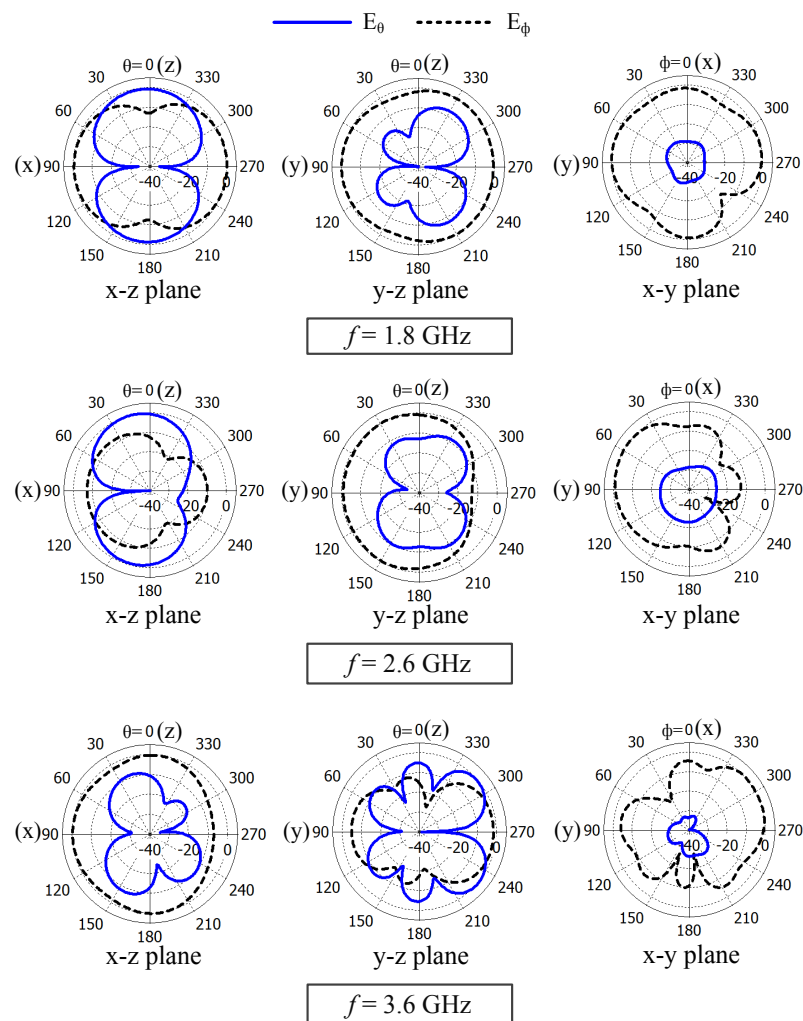 E_θ E_ϕ
θ= 0 (z) θ= 0 (z) ϕ= 0 (x)
30 330 30 330 30 330
60 300 60 300 60 300
(x) 90 270 (y) 90 270 (y) 90 270
-40 -20 0 -40 -20 0 -40 -20 0
120 240 120 240 120 240
150 210 150 210 150 210
180 180 180
x-z plane y-z plane x-y plane
f = 1.8 GHz
θ= 0 (z) θ= 0 (z) ϕ= 0 (x)
30 330 30 330 30 330
60 300 60 300 60 300
(x) 90 270 (y) 90 270 (y) 90 270
-40 -20 0 -40 -20 0 -40 -20 0
120 240 120 240 120 240
150 210 150 210 150 210
180 180 180
x-z plane y-z plane x-y plane
f = 2.6 GHz
θ= 0 (z) θ= 0 (z) ϕ= 0 (x)
30 330 30 330 30 330
60 300 60 300 60 300
(x) 90 270 (y) 90 270 (y) 90 270
-40 -20 0 -40 -20 0 -40 -20 0
120 240 120 240 120 240
150 210 150 210 150 210
180 180 180
x-z plane y-z plane x-y plane
f = 3.6 GHz